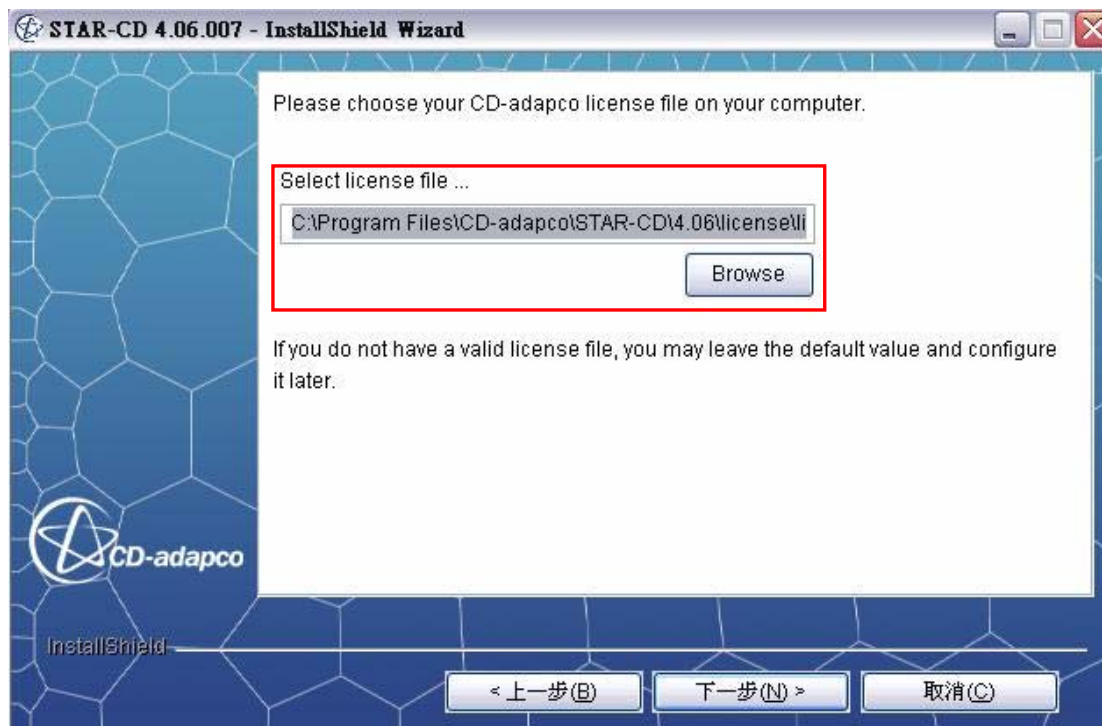 STAR-CD 4.06.007 - InstallShield Wizard
Please choose your CD-adapco license file on your computer.
Select license file ...
C:\Program Files\CD-adapco\STAR-CD\4.06\license\li
Browse
If you do not have a valid license file, you may leave the default value and configure
it later.
CD-adapco
InstallShield
< 上一步(B)
下一步(N) >
取消(C)